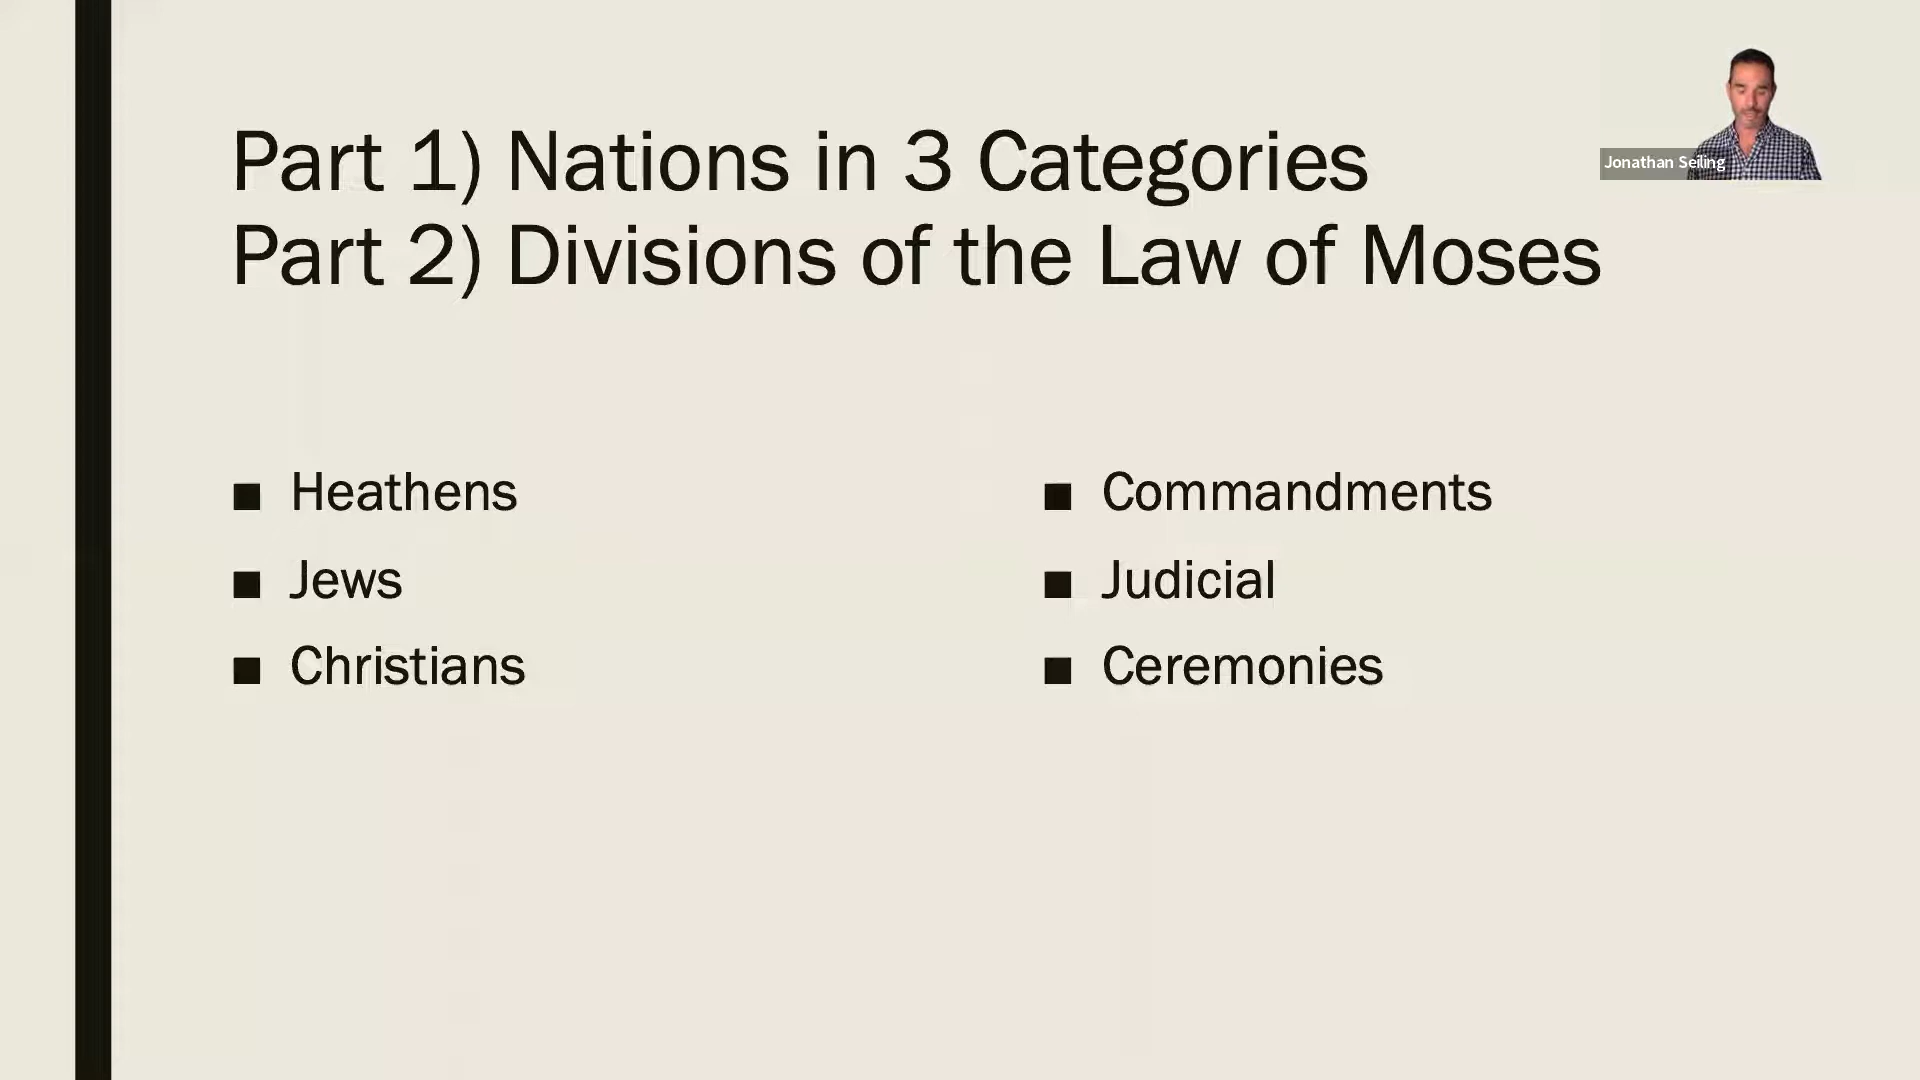 Part 1) Nations in 3 Categories
Part 2) Divisions of the Law of Moses
Jonathan Seiling
■ Heathens
■ Jews
■ Christians
■ Commandments
■ Judicial
■ Ceremonies